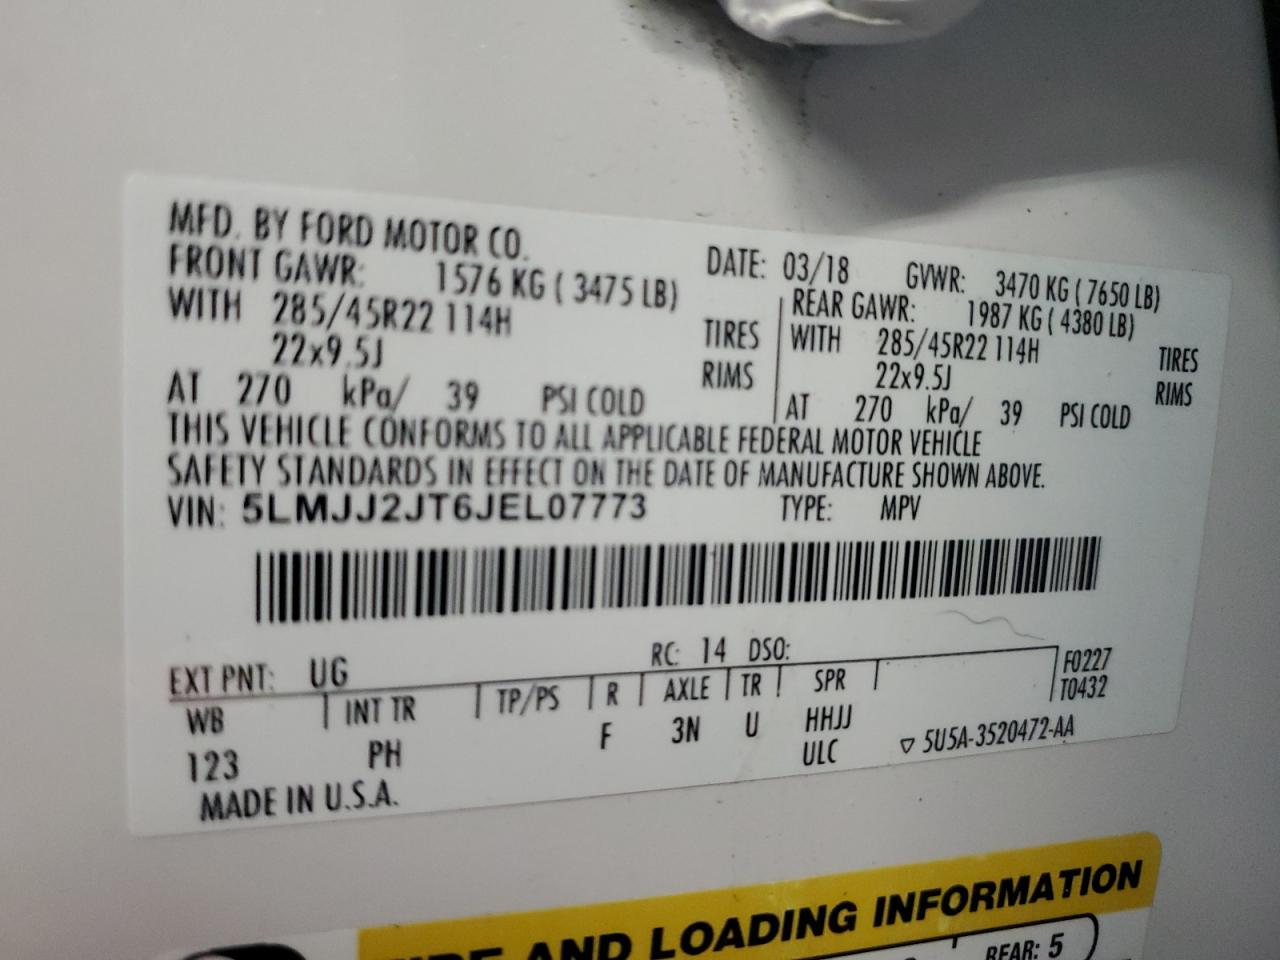 MFD. BY FORD MOTOR CO.
DATE: 03/18 GVWR: 3470 KG ( 7650 LB)
FRONT GAWR: 1576 KG ( 3475 LB)
WITH 285/45R22 114H TIRES
22x9.5J RIMS
AT 270 kPa/ 39 PSI COLD
REAR GAWR: 1987 KG ( 4380 LB)
WITH 285/45R22 114H TIRES
22x9.5J RIMS
AT 270 kPa/ 39 PSI COLD
THIS VEHICLE CONFORMS TO ALL APPLICABLE FEDERAL MOTOR VEHICLE
SAFETY STANDARDS IN EFFECT ON THE DATE OF MANUFACTURE SHOWN ABOVE.
VIN: 5LMJJ2JT6JEL07773 TYPE: MPV
EXT PNT: UG RC: 14 DSO:
WB INT TR TP/PS R AXLE TR SPR F0227
T0432
123 PH F 3N U HHJJ
ULC ▽ 5U5A-3520472-AA
MADE IN U.S.A.
AND LOADING INFORMATION
REAR: 5